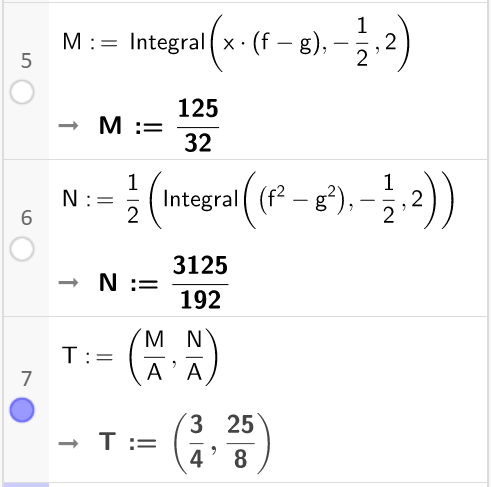 5
M := Integral(x · (f − g), −1/2, 2)
→ M := 125/32
6
N := 1/2 (Integral((f² − g²), −1/2, 2))
→ N := 3125/192
7
T := (M/A, N/A)
→ T := (3/4, 25/8)